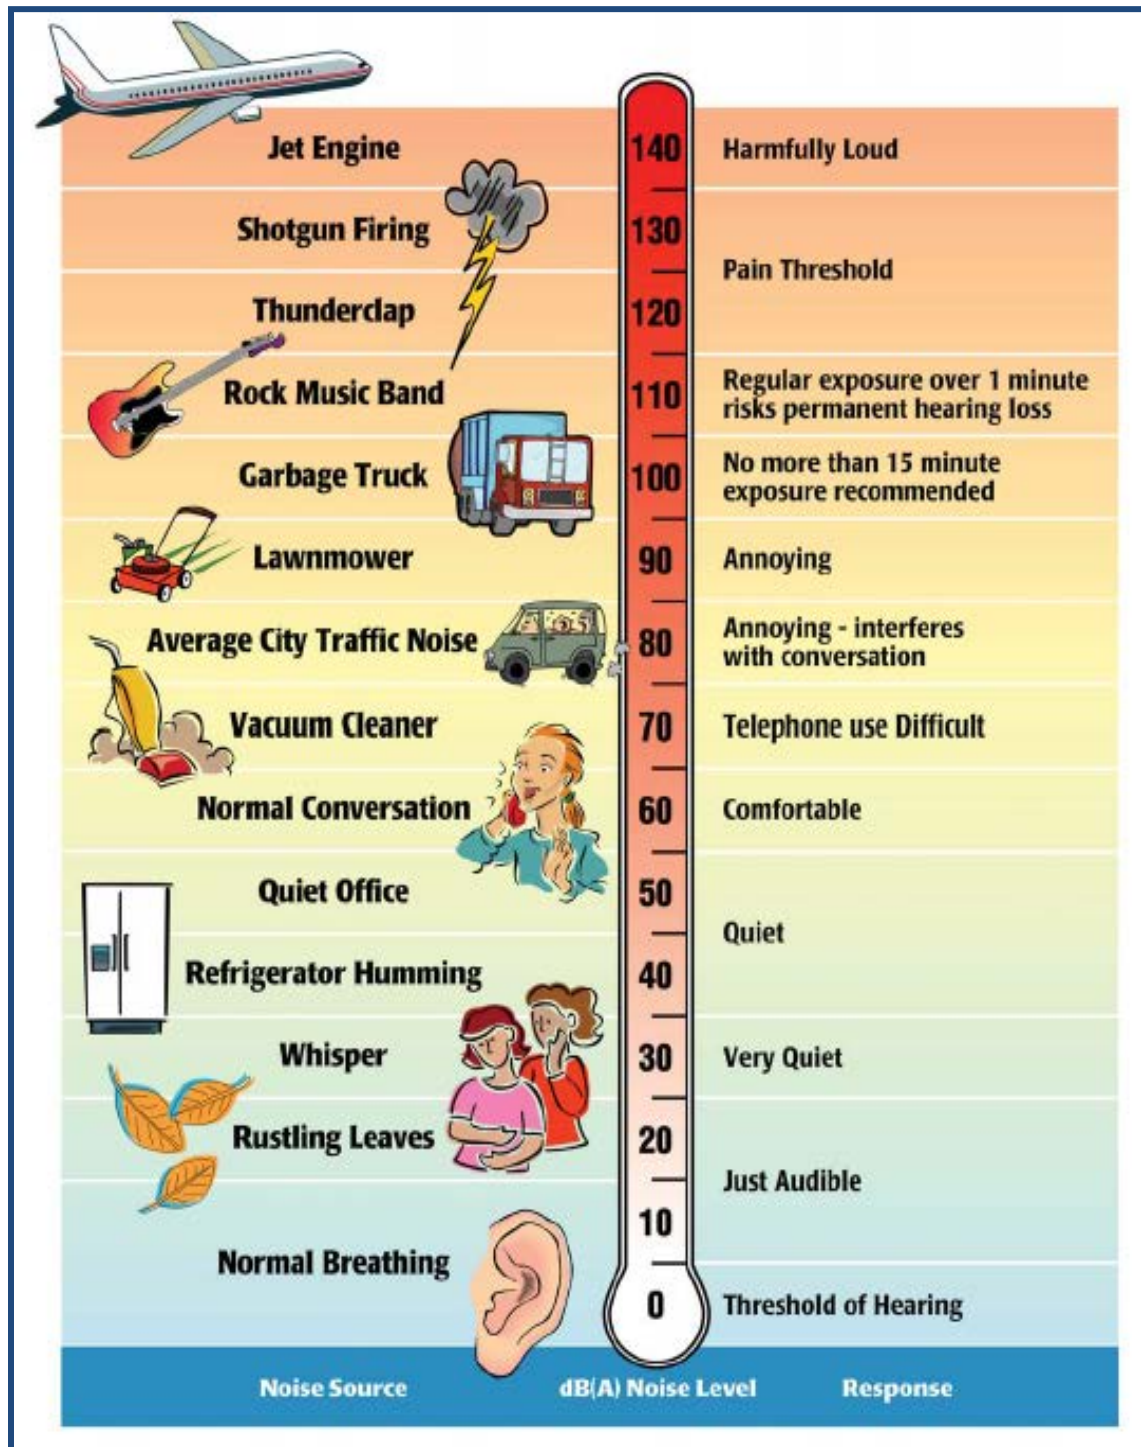 Jet Engine 140 Harmfully Loud
Shotgun Firing 130
Pain Threshold
Thunderclap 120
Rock Music Band 110 Regular exposure over 1 minute
risks permanent hearing loss
Garbage Truck 100 No more than 15 minute
exposure recommended
Lawnmower 90 Annoying
Average City Traffic Noise 80 Annoying - interferes
with conversation
Vacuum Cleaner 70 Telephone use Difficult
Normal Conversation 60 Comfortable
Quiet Office 50
Quiet
Refrigerator Humming 40
Whisper 30 Very Quiet
Rustling Leaves 20
Just Audible
10
Normal Breathing
0 Threshold of Hearing
Noise Source dB(A) Noise Level Response